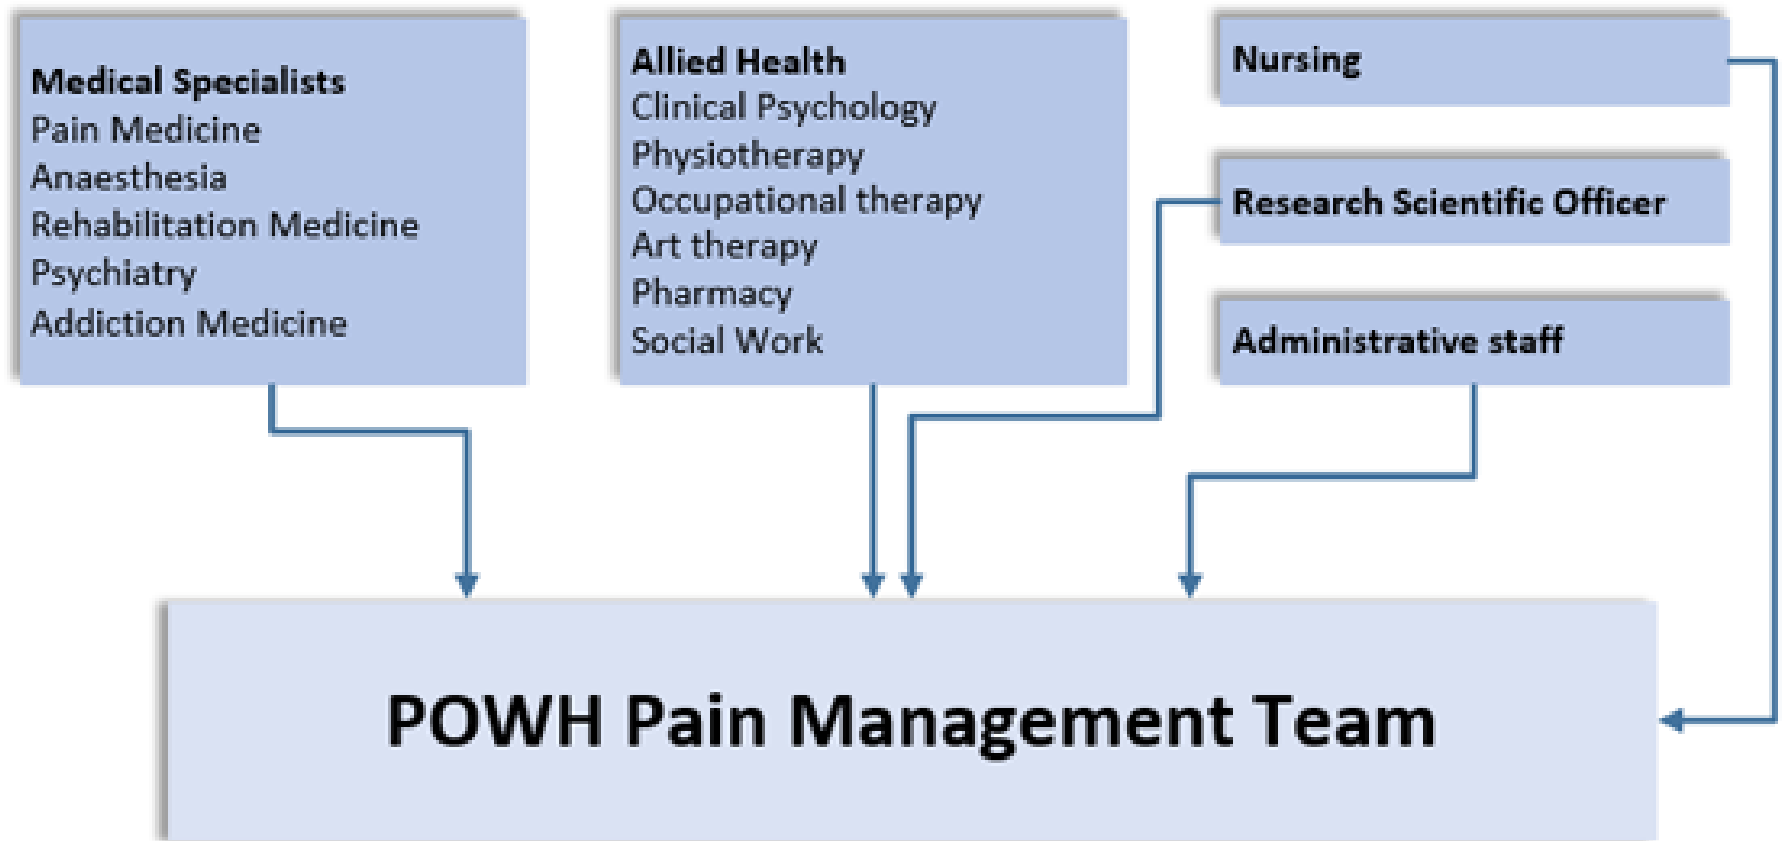 Medical Specialists
Pain Medicine
Anaesthesia
Rehabilitation Medicine
Psychiatry
Addiction Medicine
Allied Health
Clinical Psychology
Physiotherapy
Occupational therapy
Art therapy
Pharmacy
Social Work
Nursing
Research Scientific Officer
Administrative staff
POWH Pain Management Team